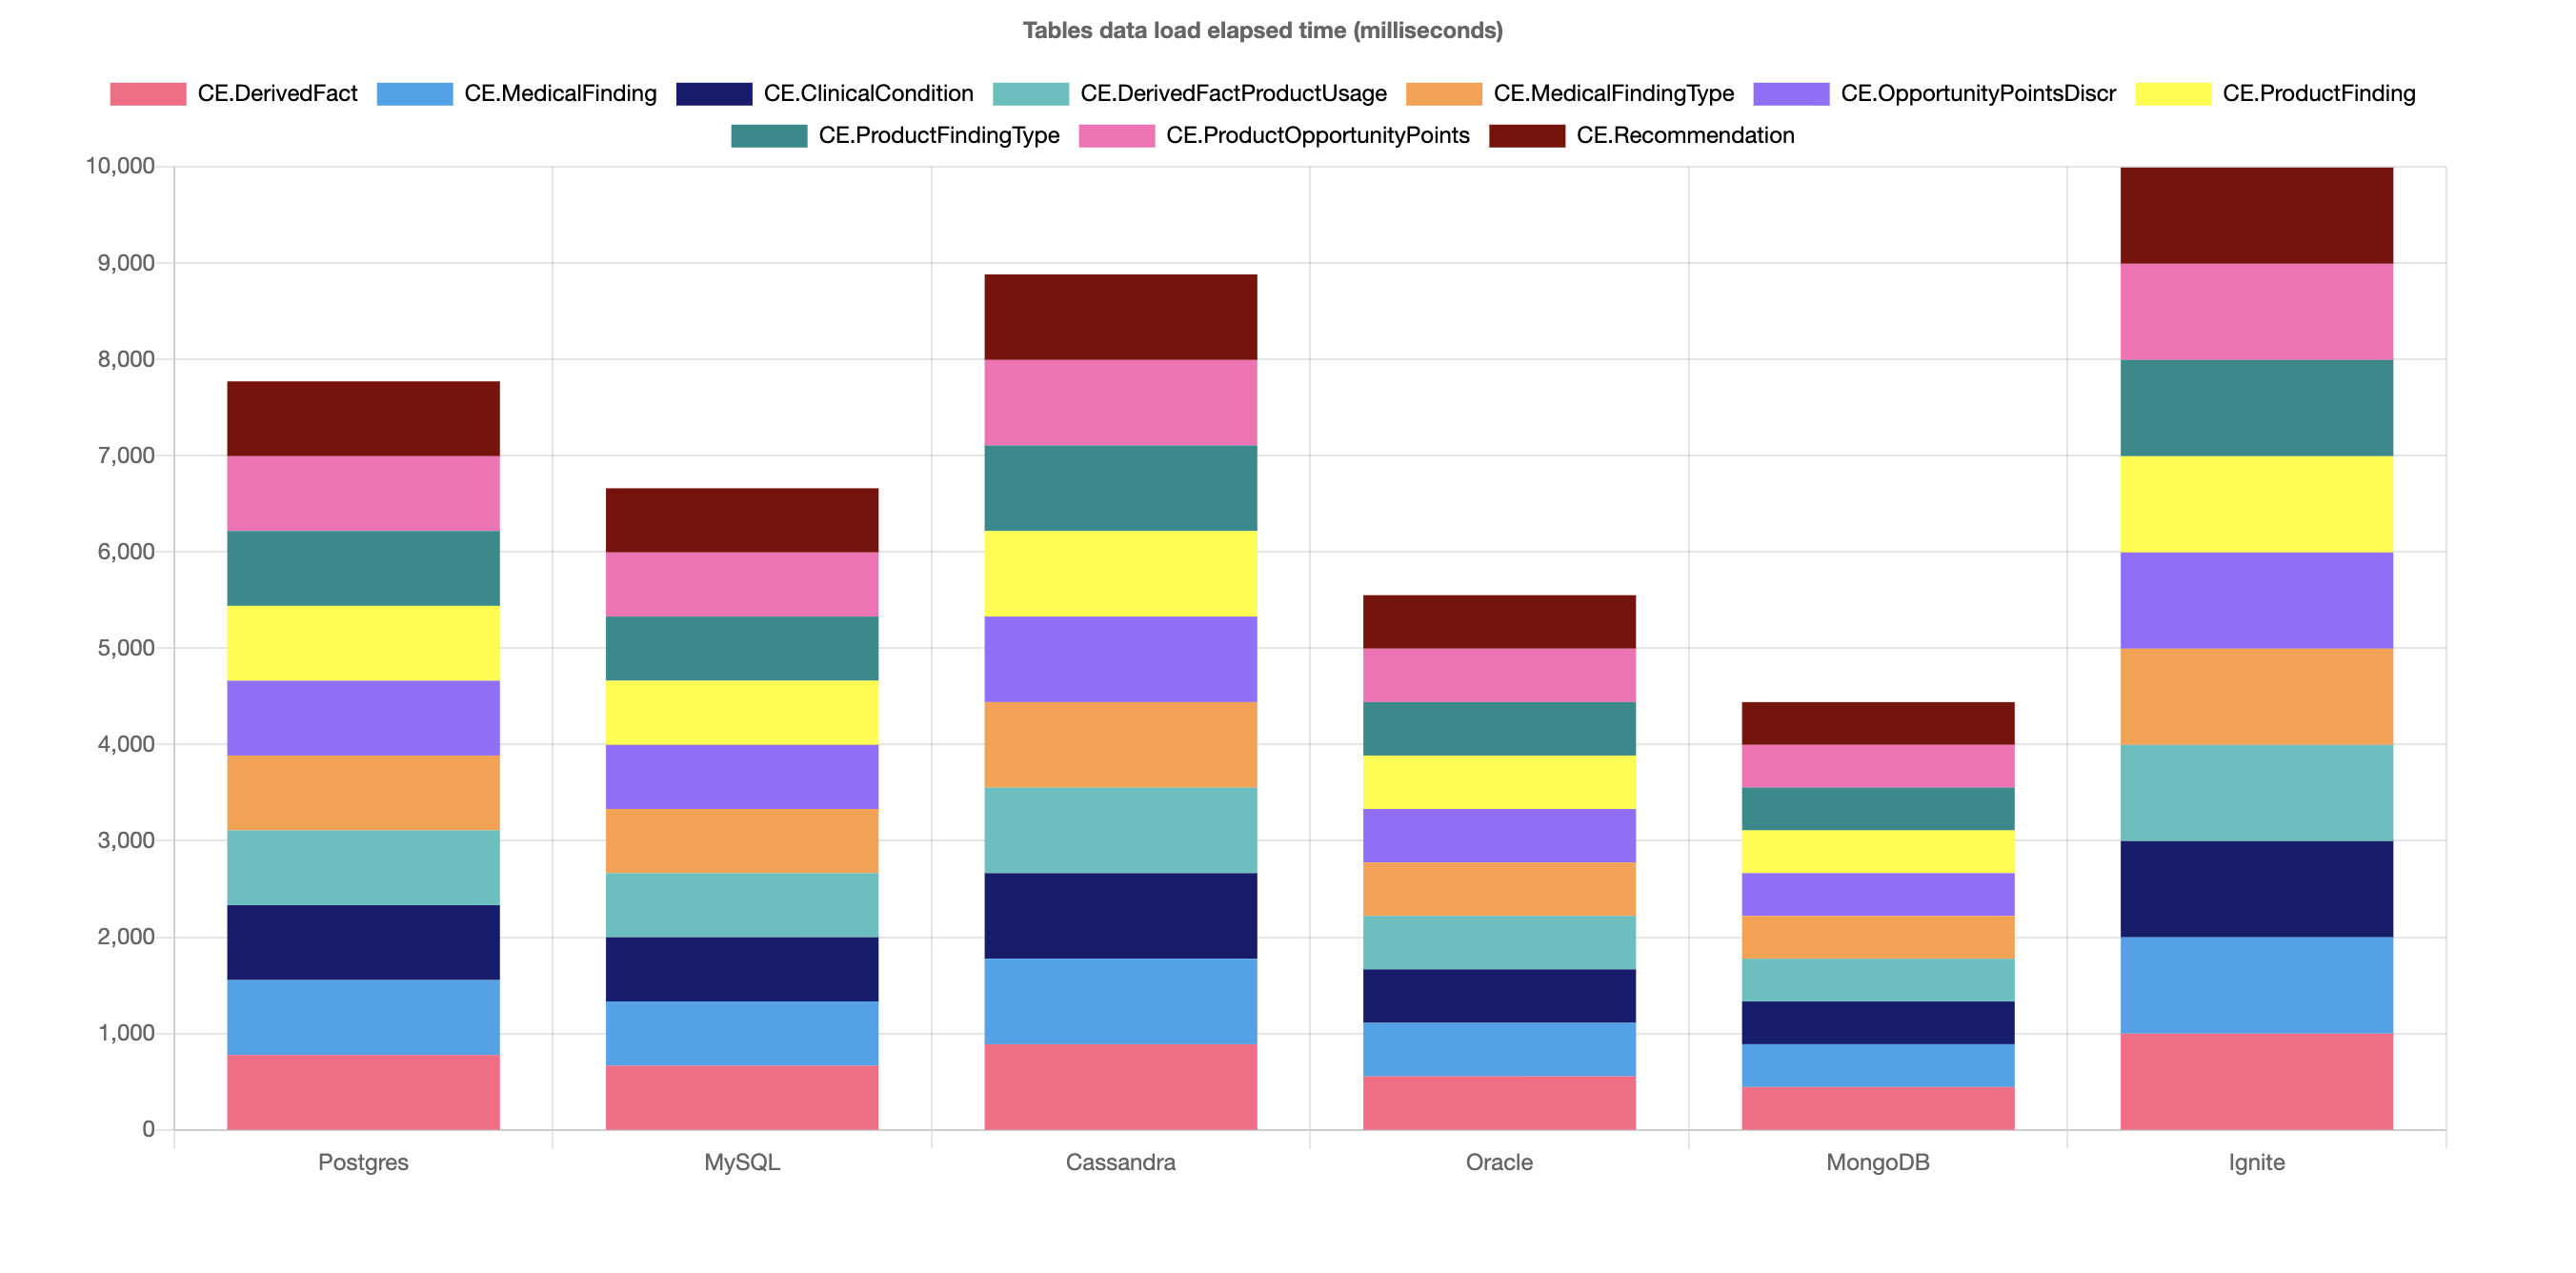 Tables data load elapsed time (milliseconds)
CE.DerivedFact CE.MedicalFinding CE.ClinicalCondition CE.DerivedFactProductUsage CE.MedicalFindingType CE.OpportunityPointsDiscr CE.ProductFinding
CE.ProductFindingType CE.ProductOpportunityPoints CE.Recommendation
10,000
9,000
8,000
7,000
6,000
5,000
4,000
3,000
2,000
1,000
0
Postgres MySQL Cassandra Oracle MongoDB Ignite